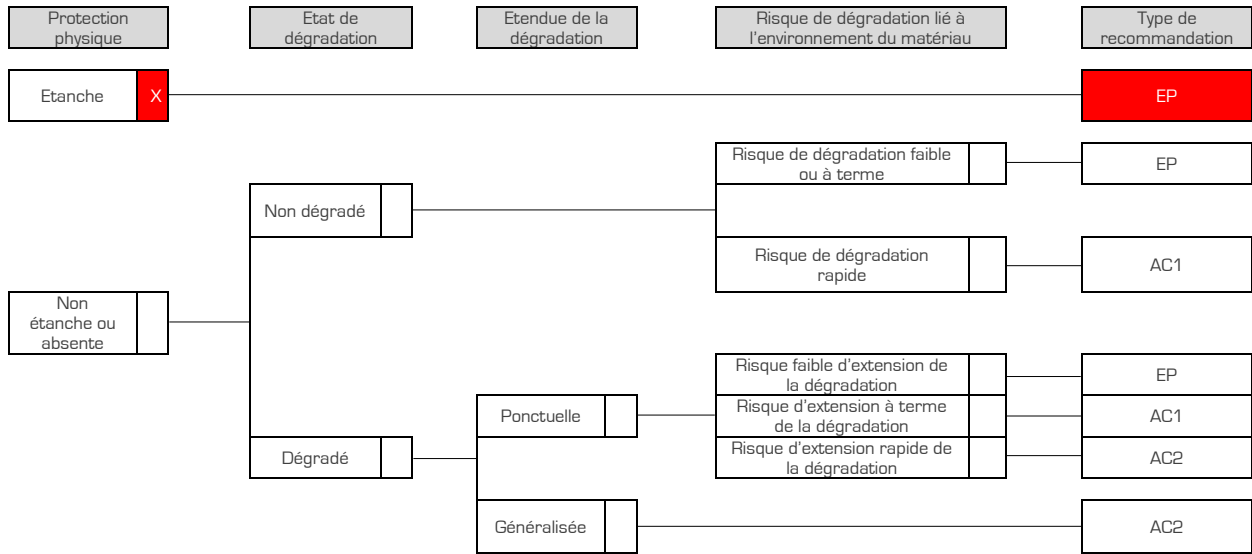 Protection
physique
Etat de
dégradation
Etendue de la
dégradation
Risque de dégradation lié à
l'environnement du matériau
Type de
recommandation
Etanche
X
EP
Risque de dégradation faible
ou à terme
EP
Non dégradé
Risque de dégradation
rapide
AC1
Non
étanche ou
absente
Risque faible d'extension de
la dégradation
EP
Ponctuelle
Risque d'extension à terme
de la dégradation
AC1
Dégradé
Risque d'extension rapide de
la dégradation
AC2
Généralisée
AC2